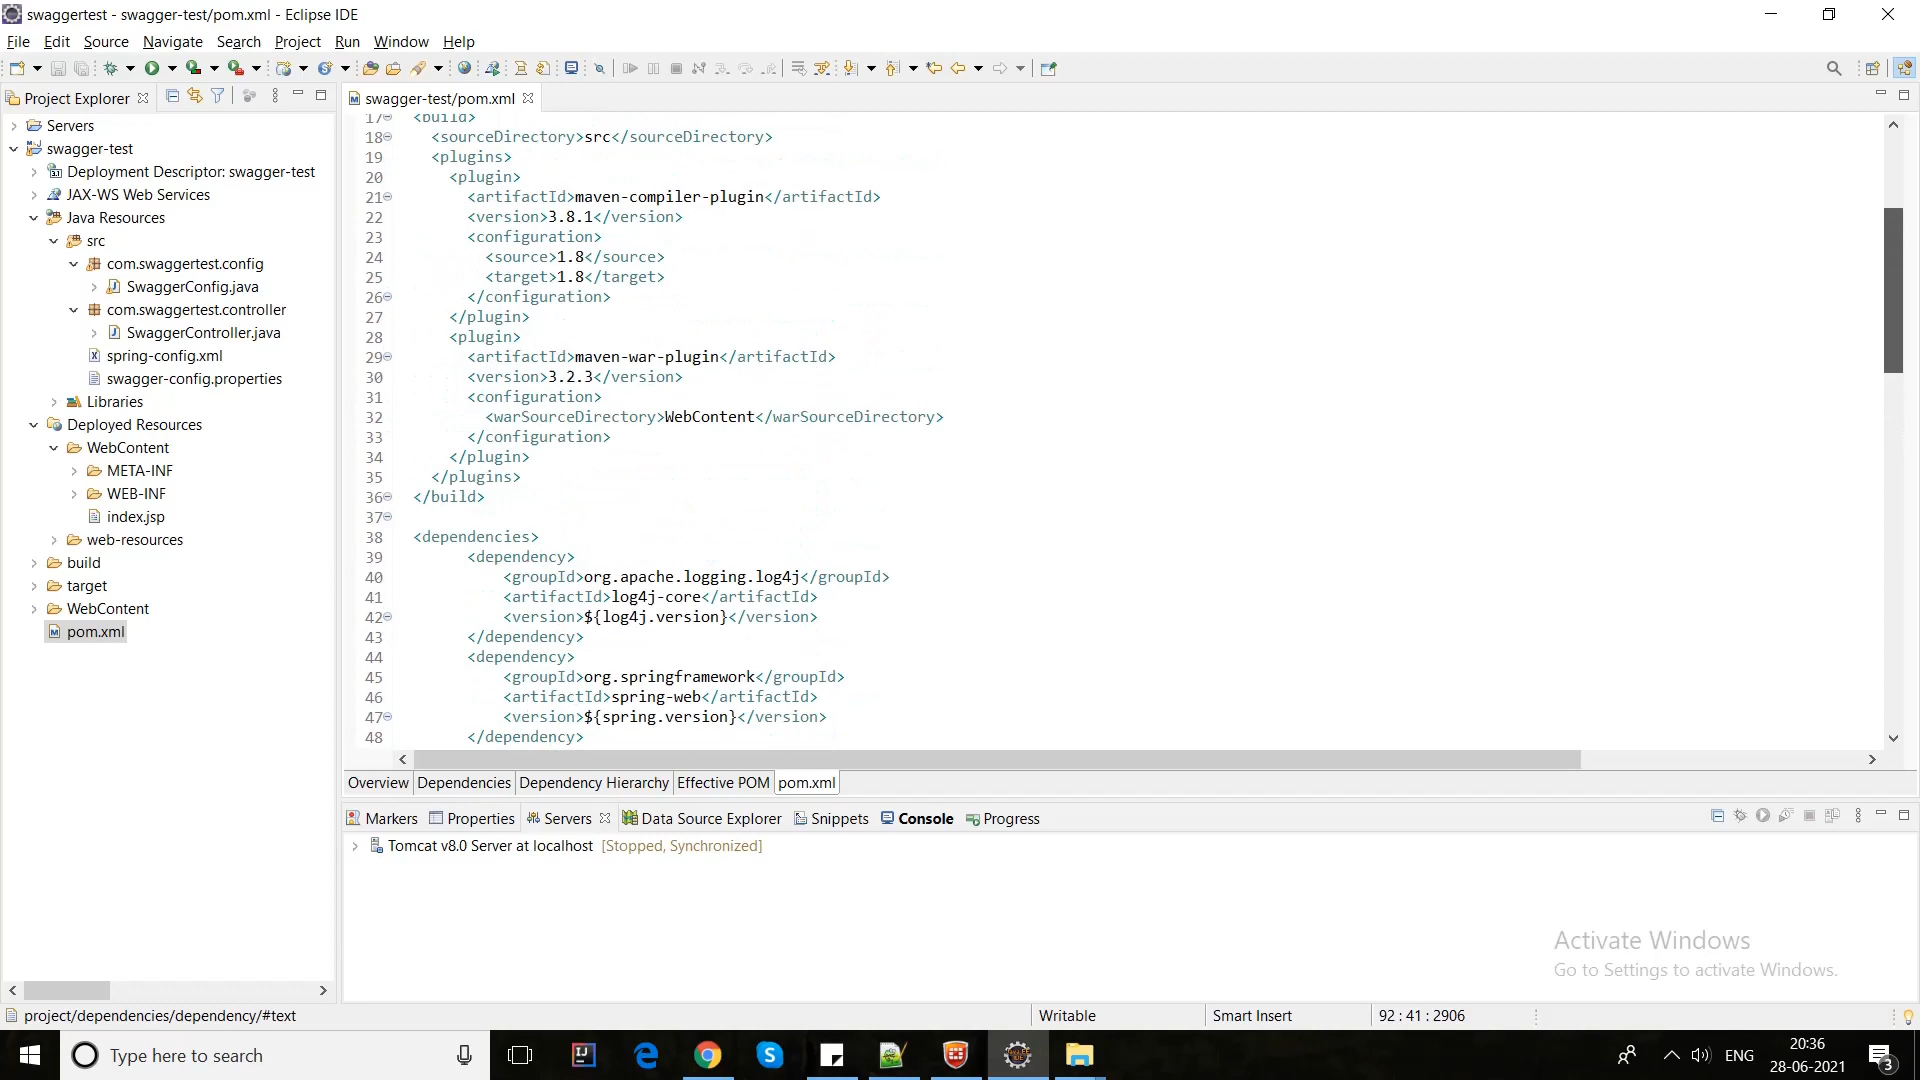 swaggertest - swagger-test/pom.xml - Eclipse IDE
File Edit Source Navigate Search Project Run Window Help
Project Explorer
swagger-test/pom.xml
Servers
swagger-test
Deployment Descriptor: swagger-test
JAX-WS Web Services
Java Resources
src
com.swaggertest.config
SwaggerConfig.java
com.swaggertest.controller
SwaggerController.java
spring-config.xml
swagger-config.properties
Libraries
Deployed Resources
WebContent
META-INF
WEB-INF
index.jsp
web-resources
build
target
WebContent
pom.xml
17 <build>
18 <sourceDirectory>src</sourceDirectory>
19 <plugins>
20 <plugin>
21 <artifactId>maven-compiler-plugin</artifactId>
22 <version>3.8.1</version>
23 <configuration>
24 <source>1.8</source>
25 <target>1.8</target>
26 </configuration>
27 </plugin>
28 <plugin>
29 <artifactId>maven-war-plugin</artifactId>
30 <version>3.2.3</version>
31 <configuration>
32 <warSourceDirectory>WebContent</warSourceDirectory>
33 </configuration>
34 </plugin>
35 </plugins>
36 </build>
37
38 <dependencies>
39 <dependency>
40 <groupId>org.apache.logging.log4j</groupId>
41 <artifactId>log4j-core</artifactId>
42 <version>${log4j.version}</version>
43 </dependency>
44 <dependency>
45 <groupId>org.springframework</groupId>
46 <artifactId>spring-web</artifactId>
47 <version>${spring.version}</version>
48 </dependency>
Overview Dependencies Dependency Hierarchy Effective POM pom.xml
Markers Properties Servers Data Source Explorer Snippets Console Progress
Tomcat v8.0 Server at localhost [Stopped, Synchronized]
Activate Windows
Go to Settings to activate Windows.
project/dependencies/dependency/#text
Writable
Smart Insert
92 : 41 : 2906
Type here to search
ENG
20:36
28-06-2021
3